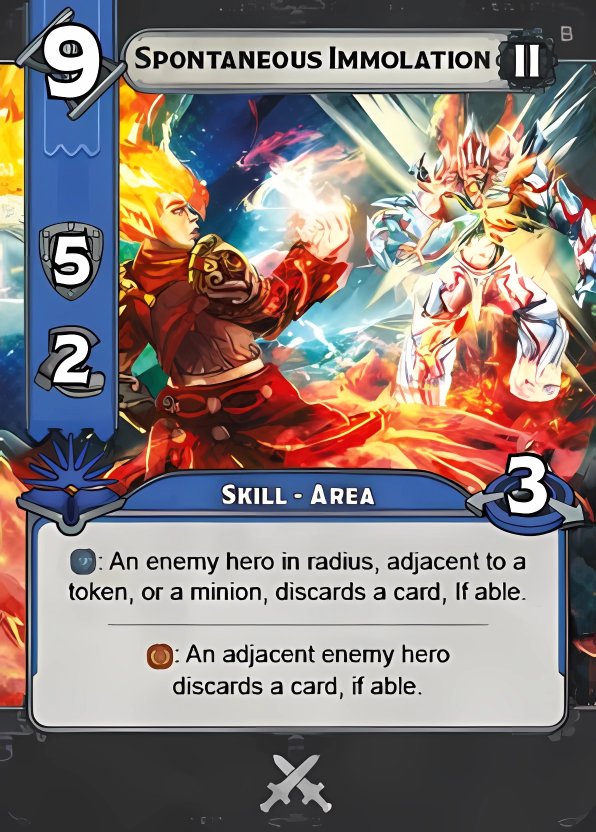 9
SPONTANEOUS IMMOLATION
II
B
5
2
SKILL - AREA
3
: An enemy hero in radius, adjacent to a
token, or a minion, discards a card, If able.
: An adjacent enemy hero
discards a card, if able.